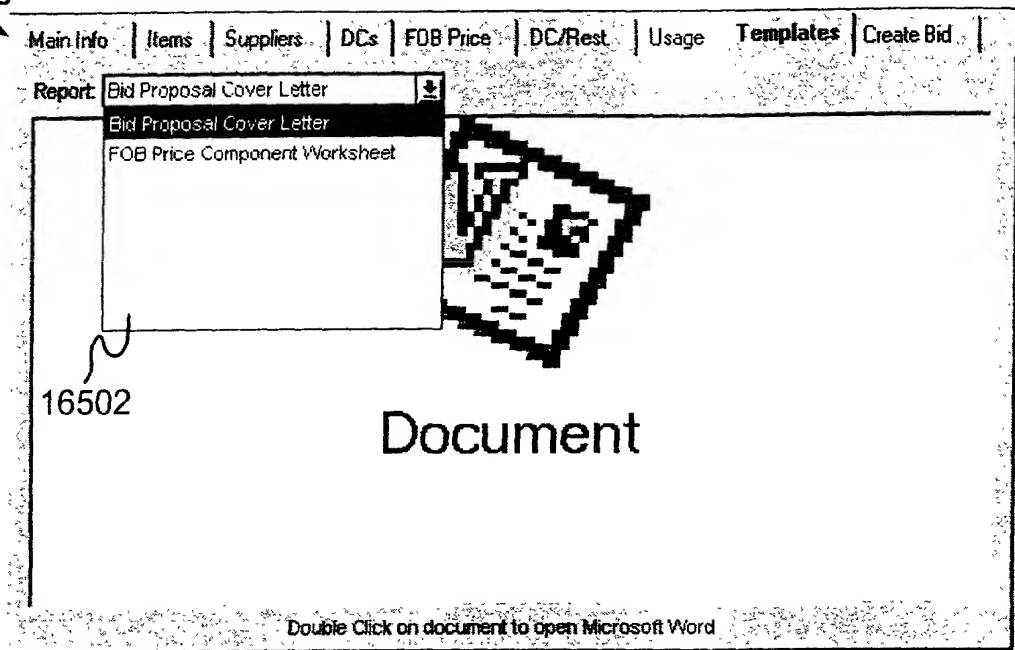 Main Info | Items | Suppliers | DCs | FOB Price | DC/Rest. | Usage Templates | Create Bid |
Report: Bid Proposal Cover Letter
Bid Proposal Cover Letter
FOB Price Component Worksheet
16502
Document
Double Click on document to open Microsoft Word